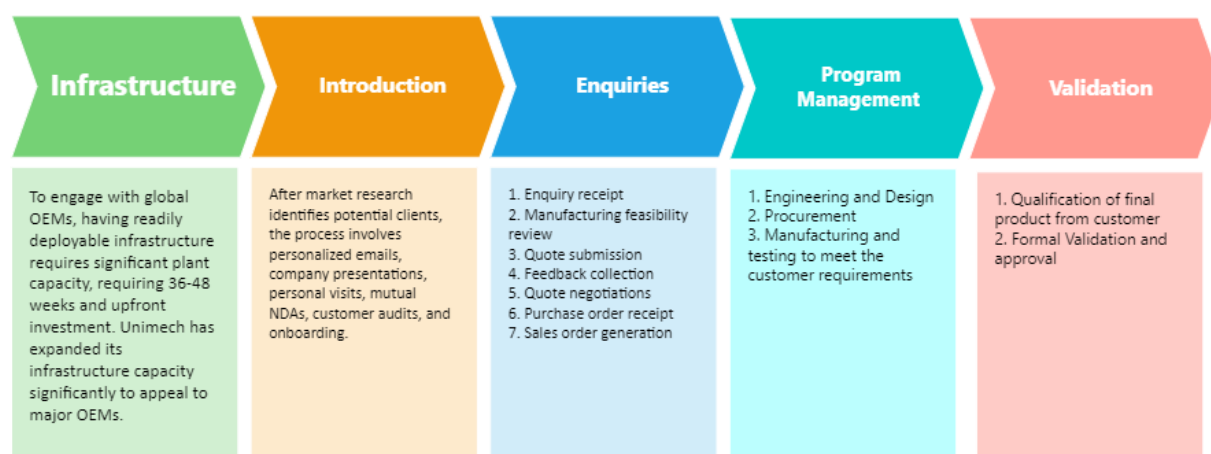 Infrastructure
To engage with global
OEMs, having readily
deployable infrastructure
requires significant plant
capacity, requiring 36-48
weeks and upfront
investment. Unimech has
expanded its
infrastructure capacity
significantly to appeal to
major OEMs.
Introduction
After market research
identifies potential clients,
the process involves
personalized emails,
company presentations,
personal visits, mutual
NDAs, customer audits, and
onboarding.
Enquiries
1. Enquiry receipt
2. Manufacturing feasibility
review
3. Quote submission
4. Feedback collection
5. Quote negotiations
6. Purchase order receipt
7. Sales order generation
Program
Management
1. Engineering and Design
2. Procurement
3. Manufacturing and
testing to meet the
customer requirements
Validation
1. Qualification of final
product from customer
2. Formal Validation and
approval